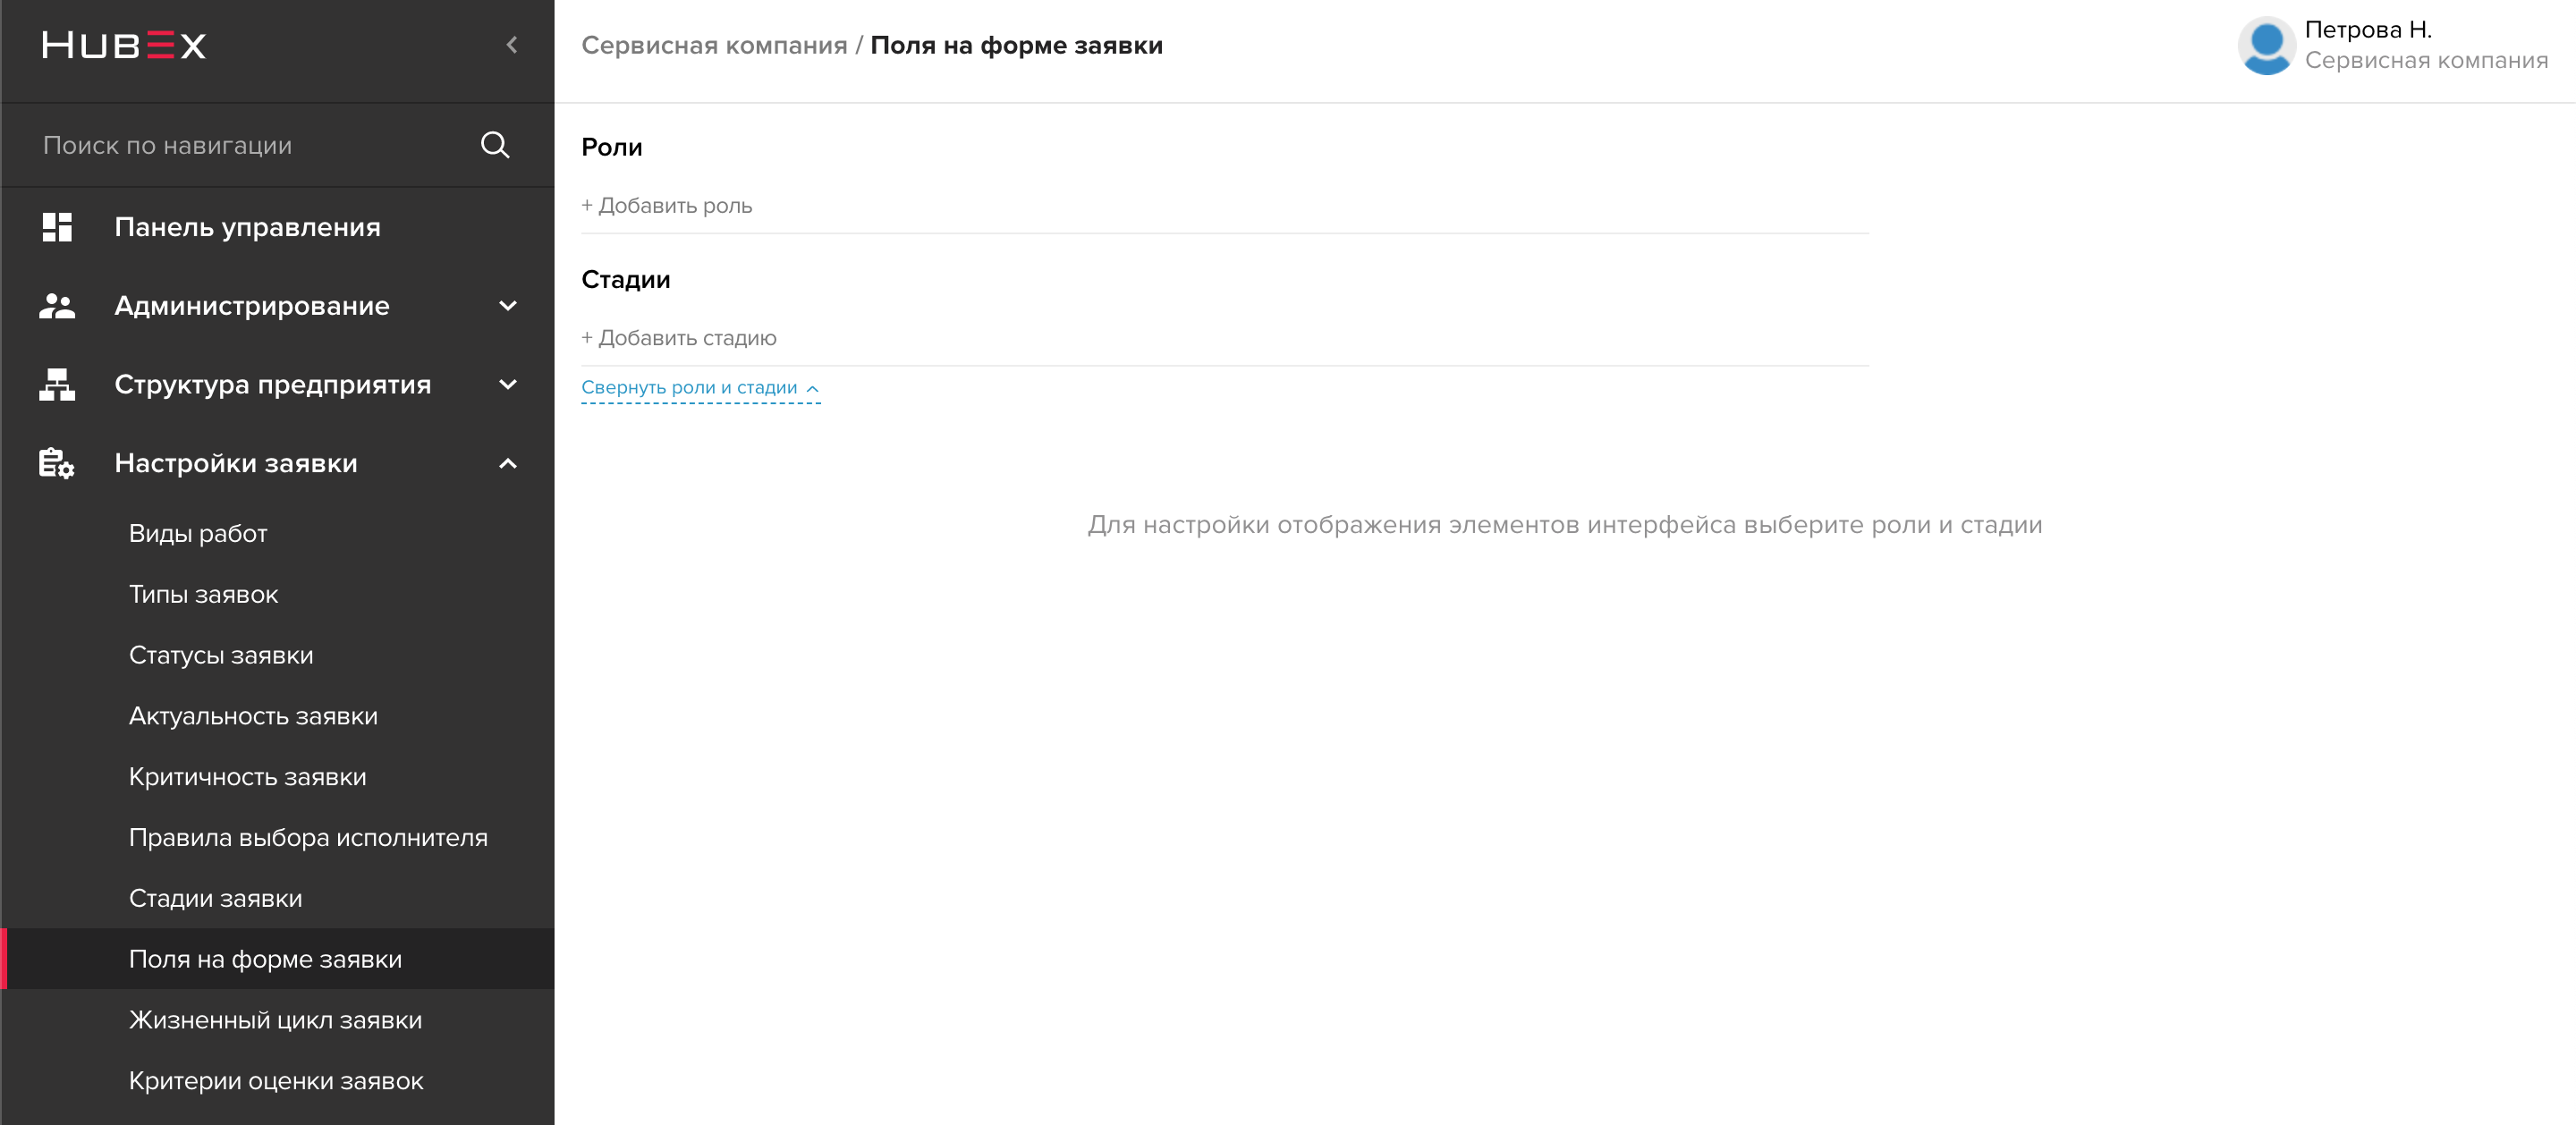 HUBEX
Поиск по навигации
Панель управления
Администрирование
Структура предприятия
Настройки заявки
Виды работ
Типы заявок
Статусы заявки
Актуальность заявки
Критичность заявки
Правила выбора исполнителя
Стадии заявки
Поля на форме заявки
Жизненный цикл заявки
Критерии оценки заявок
Сервисная компания / Поля на форме заявки
Петрова Н.
Сервисная компания
Роли
+ Добавить роль
Стадии
+ Добавить стадию
Свернуть роли и стадии
Для настройки отображения элементов интерфейса выберите роли и стадии